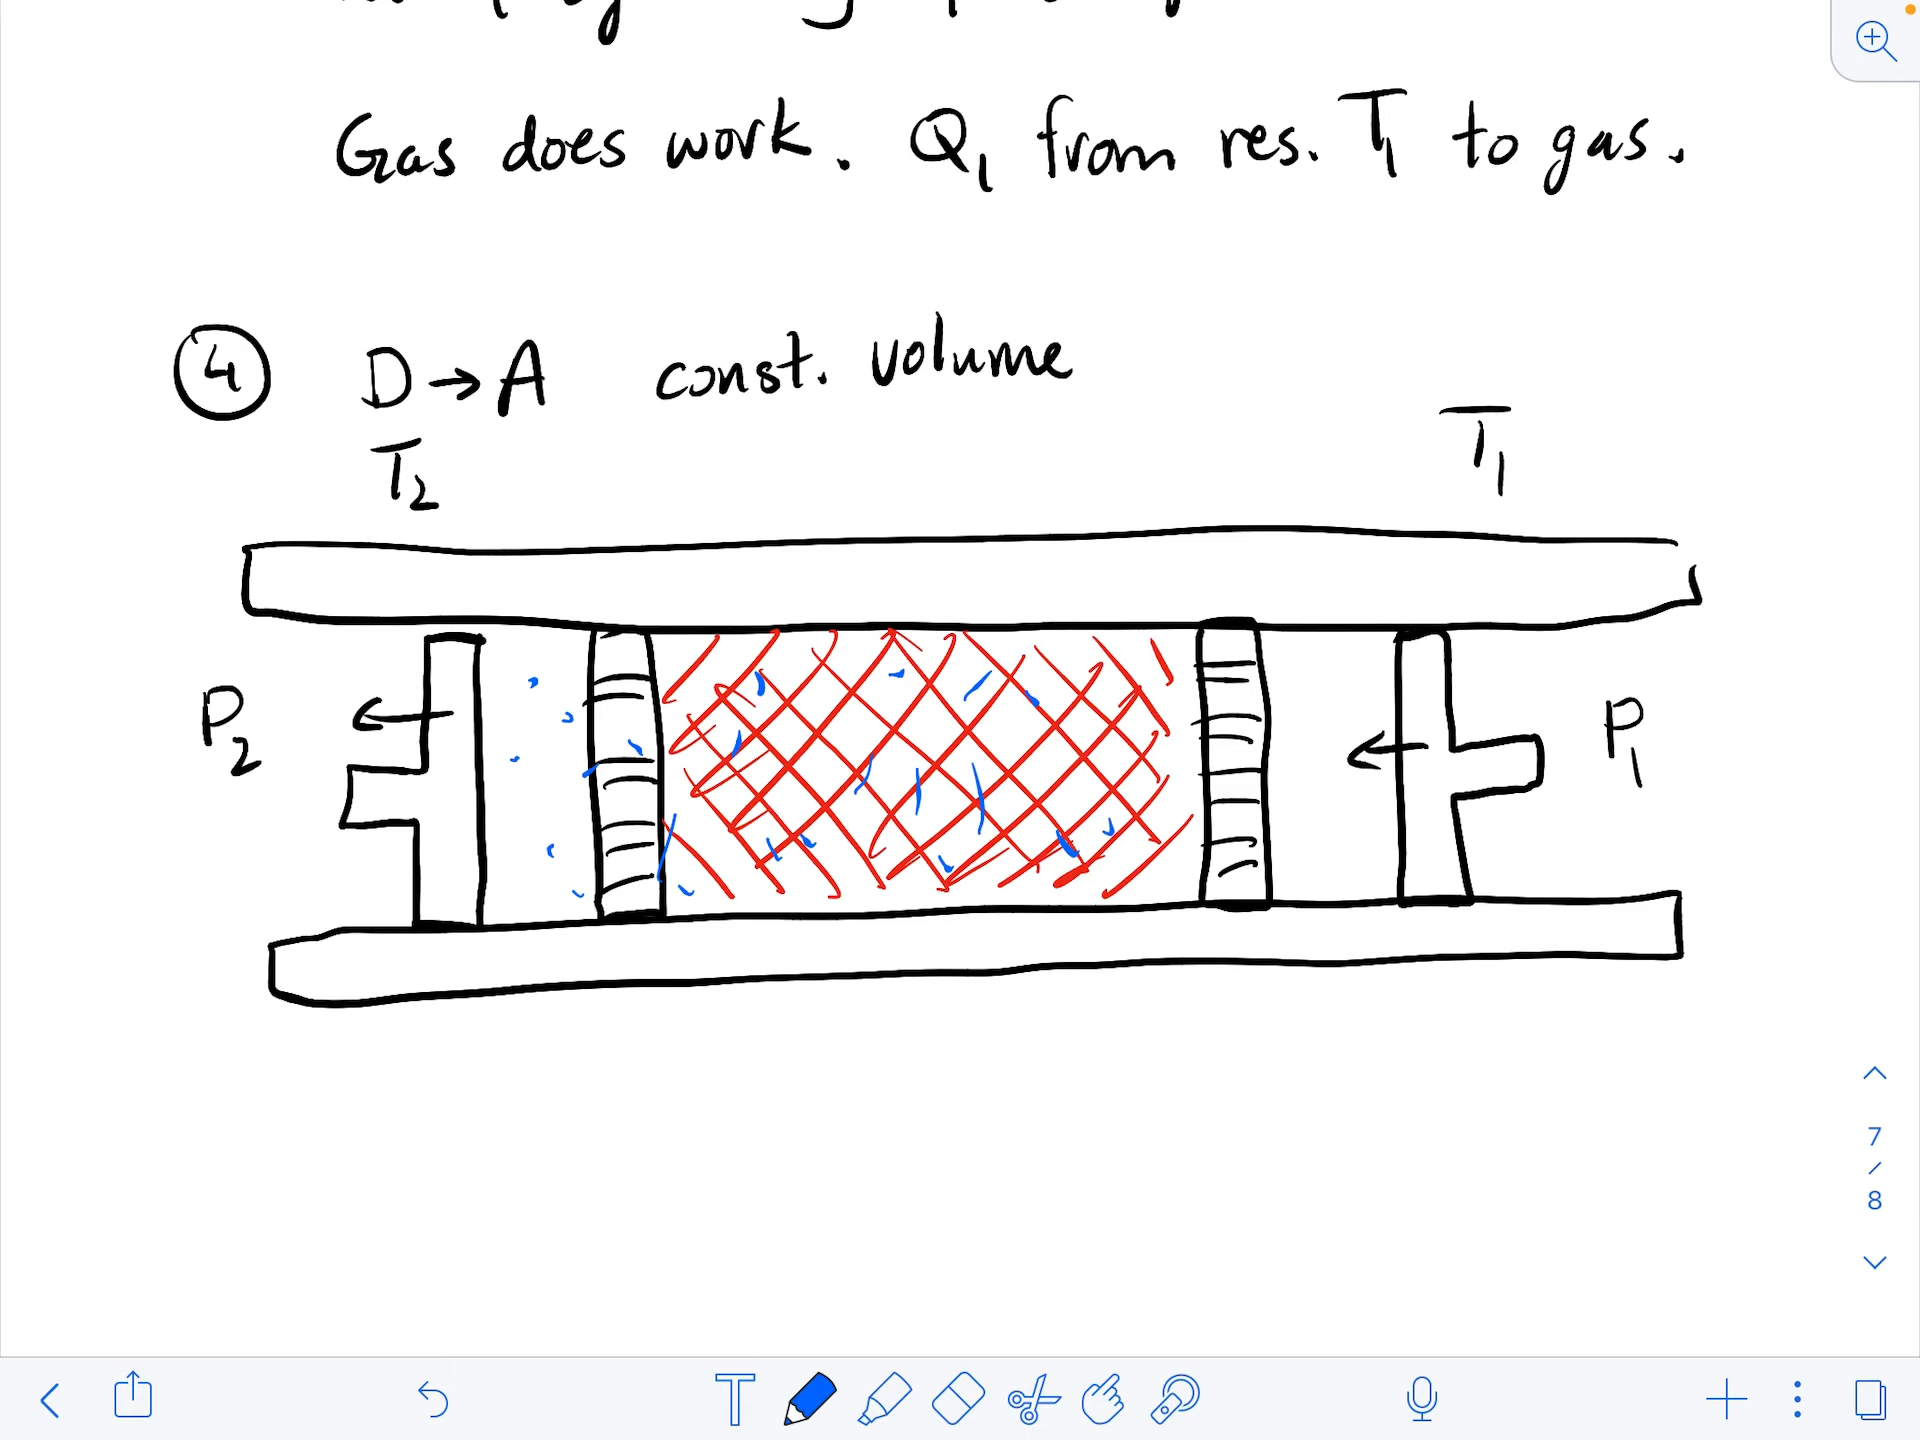 Gas does work. Q₁ from res. T₁ to gas.
④ D → A const. volume
T₂ T₁
P₂ P₁
7
/
8
T